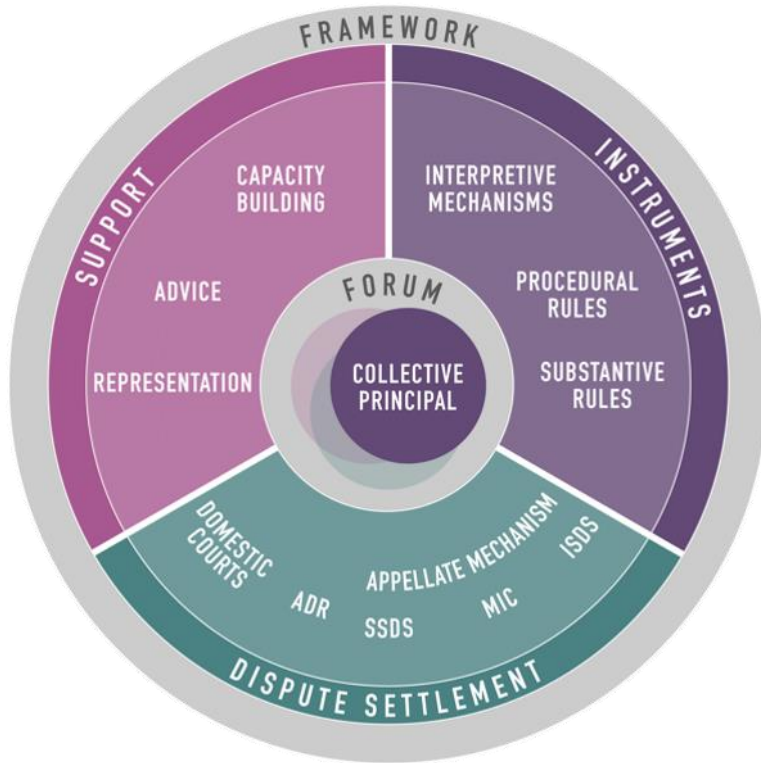 FRAMEWORK
SUPPORT
CAPACITY
BUILDING
ADVICE
REPRESENTATION
INSTRUMENTS
INTERPRETIVE
MECHANISMS
PROCEDURAL
RULES
SUBSTANTIVE
RULES
FORUM
COLLECTIVE
PRINCIPAL
DOMESTIC
COURTS
ADR
SSDS
APPELLATE MECHANISM
MIC
ISDS
DISPUTE SETTLEMENT